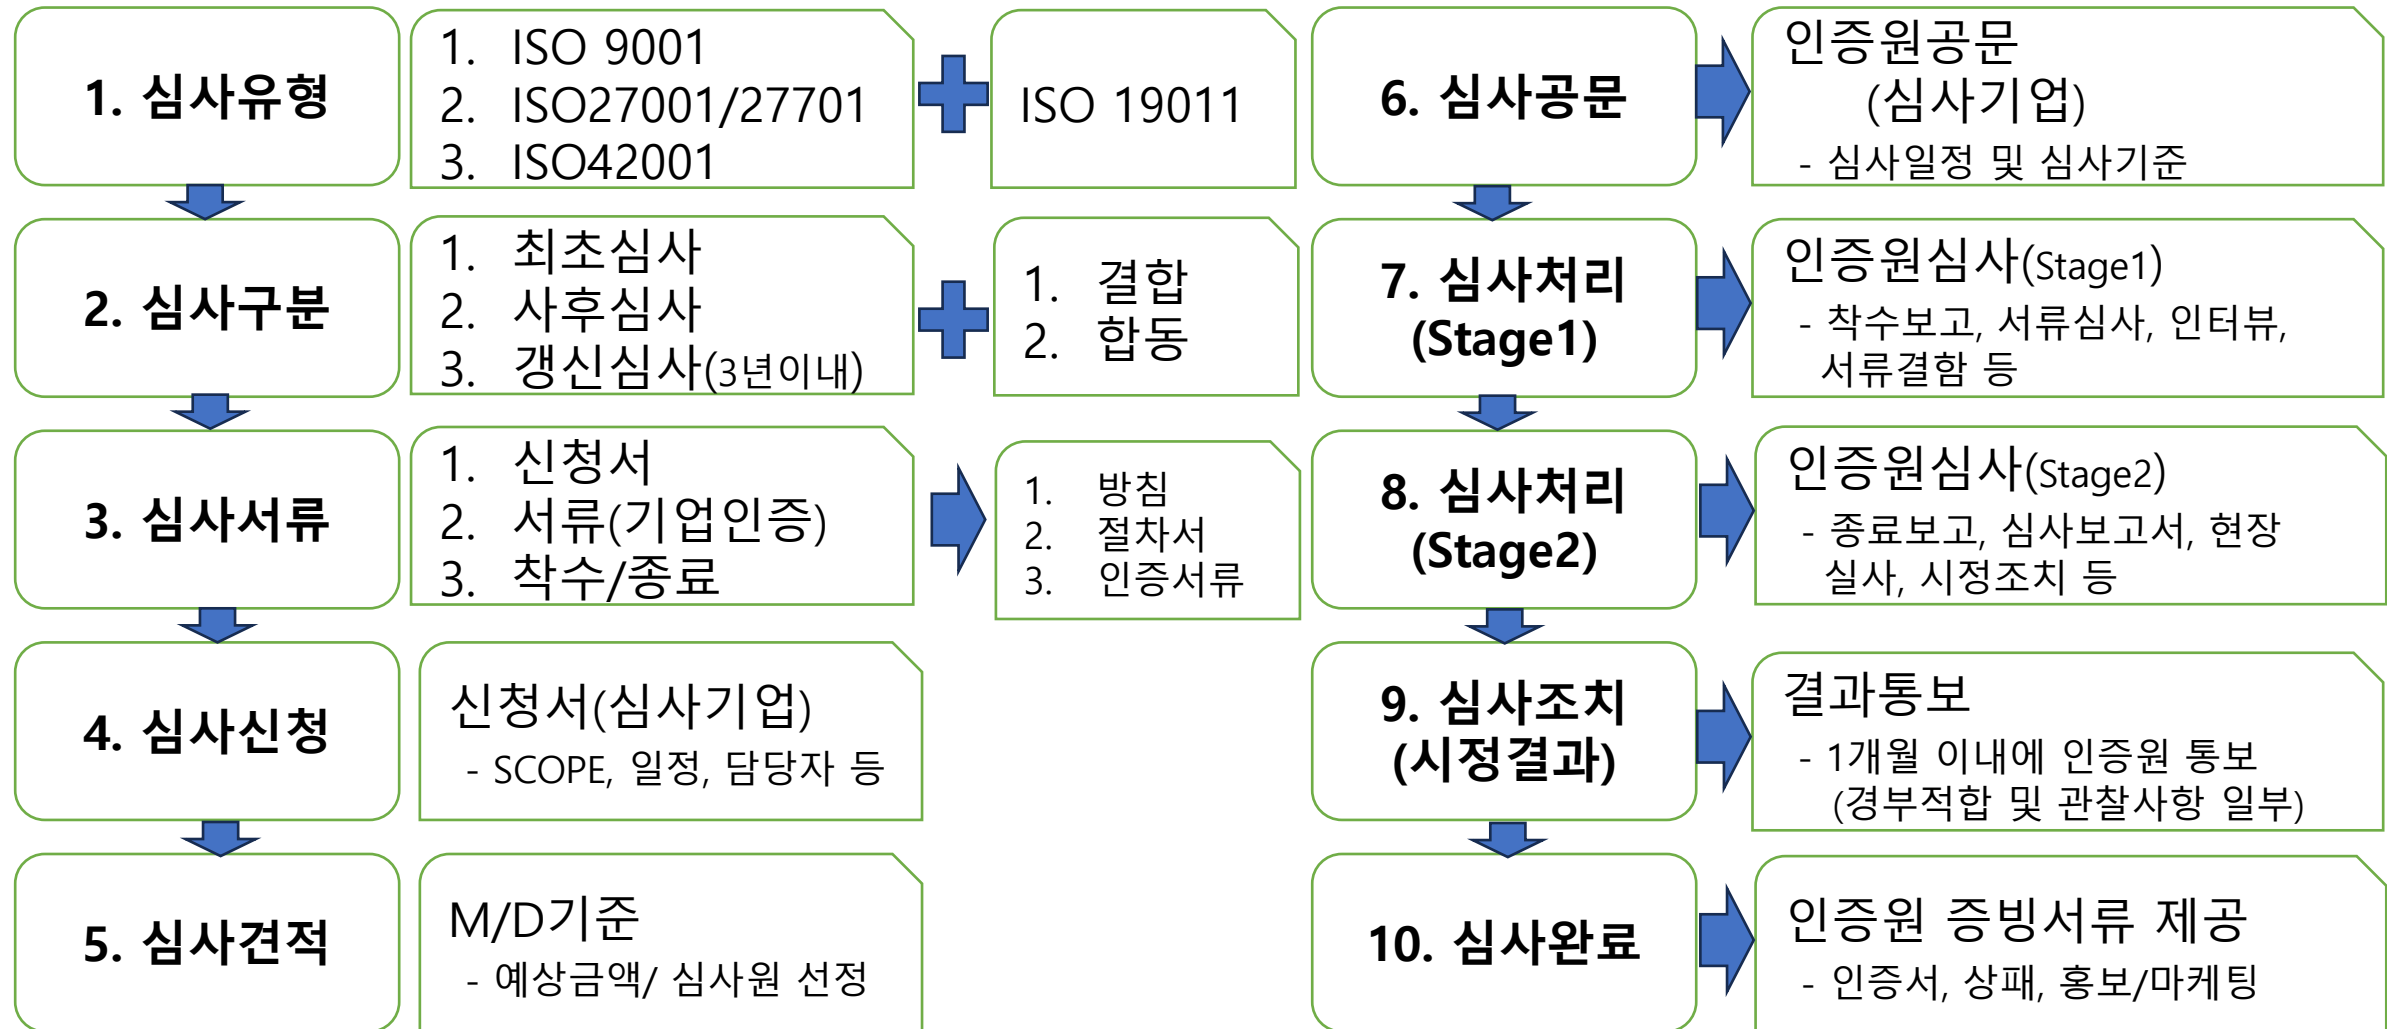 1. 심사유형
1. ISO 9001
2. ISO27001/27701
3. ISO42001
ISO 19011
2. 심사구분
1. 최초심사
2. 사후심사
3. 갱신심사(3년이내)
1. 결합
2. 합동
3. 심사서류
1. 신청서
2. 서류(기업인증)
3. 착수/종료
1. 방침
2. 절차서
3. 인증서류
4. 심사신청
신청서(심사기업)
- SCOPE, 일정, 담당자 등
5. 심사견적
M/D기준
- 예상금액/ 심사원 선정
6. 심사공문
인증원공문
(심사기업)
- 심사일정 및 심사기준
7. 심사처리
(Stage1)
인증원심사(Stage1)
- 착수보고, 서류심사, 인터뷰,
서류결함 등
8. 심사처리
(Stage2)
인증원심사(Stage2)
- 종료보고, 심사보고서, 현장
실사, 시정조치 등
9. 심사조치
(시정결과)
결과통보
- 1개월 이내에 인증원 통보
(경부적합 및 관찰사항 일부)
10. 심사완료
인증원 증빙서류 제공
- 인증서, 상패, 홍보/마케팅